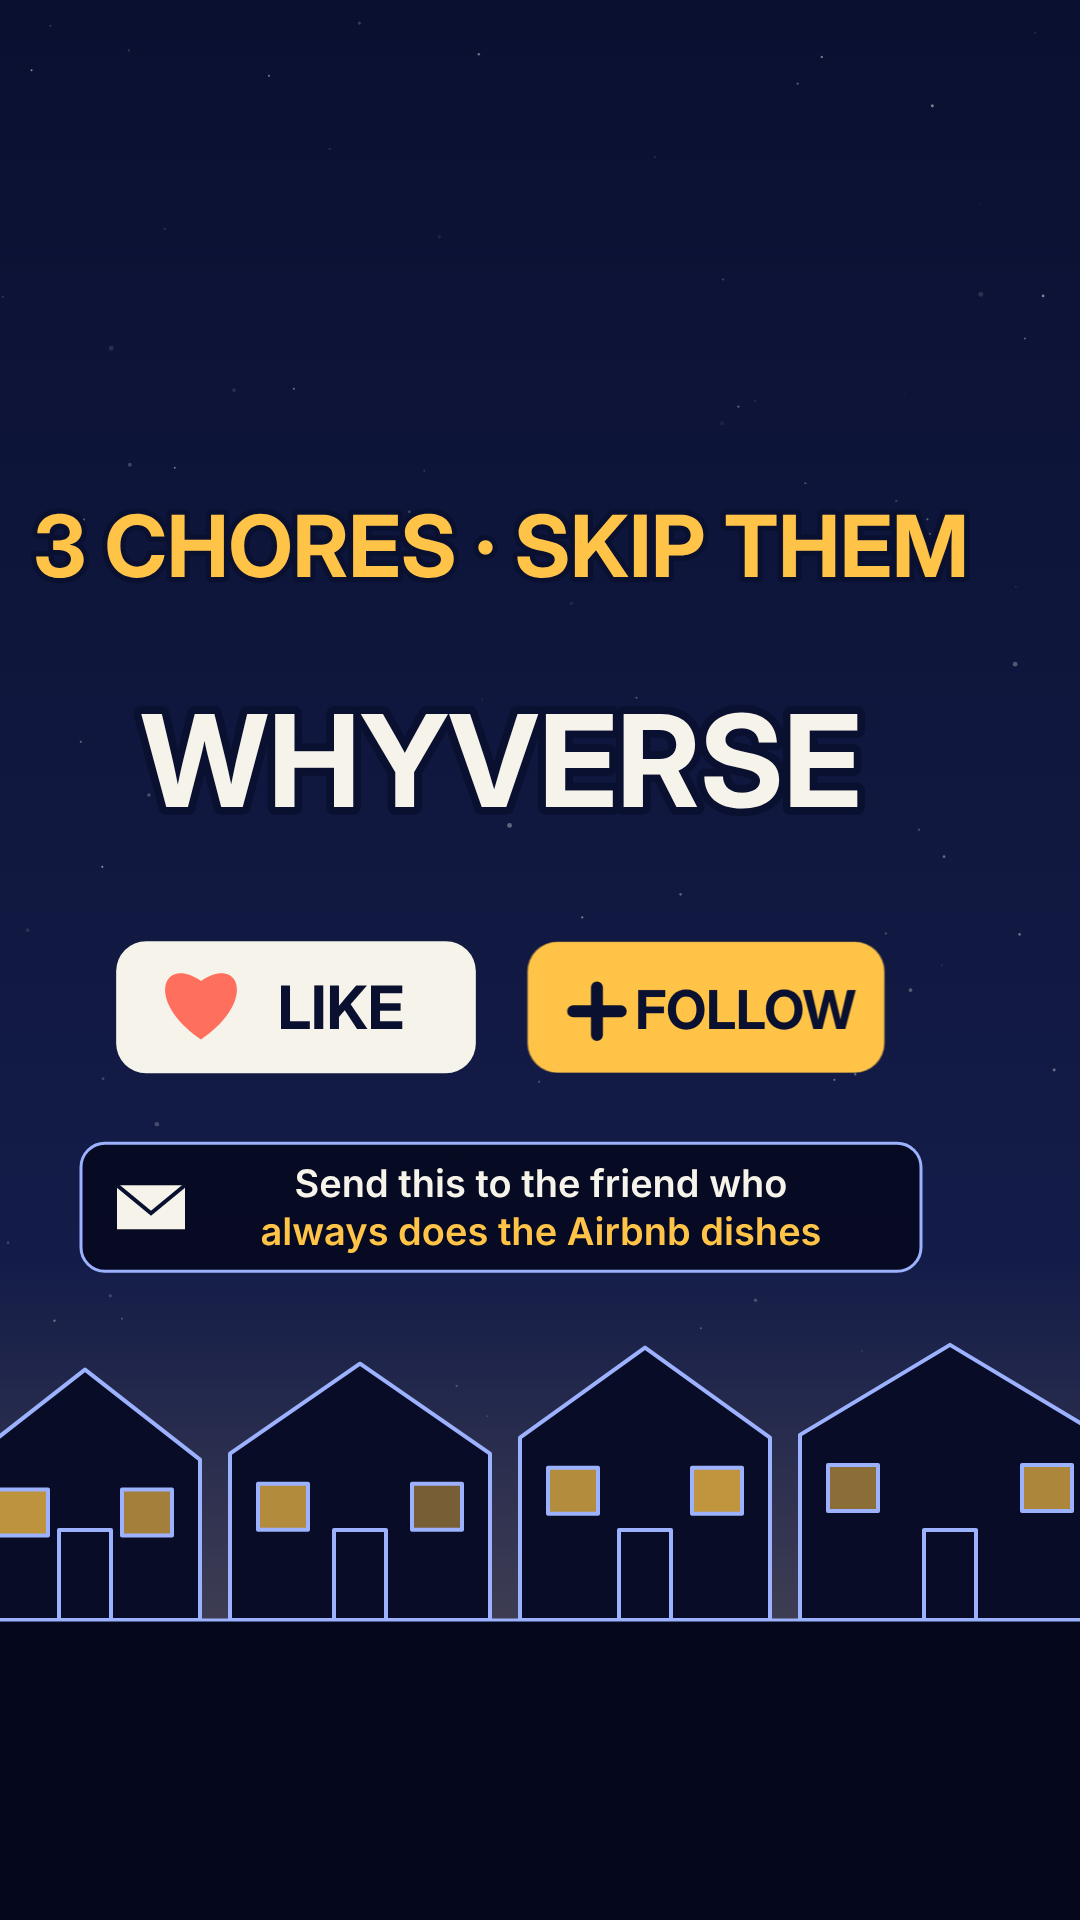 3 CHORES · SKIP THEM
WHYVERSE
LIKE
FOLLOW
Send this to the friend who
always does the Airbnb dishes